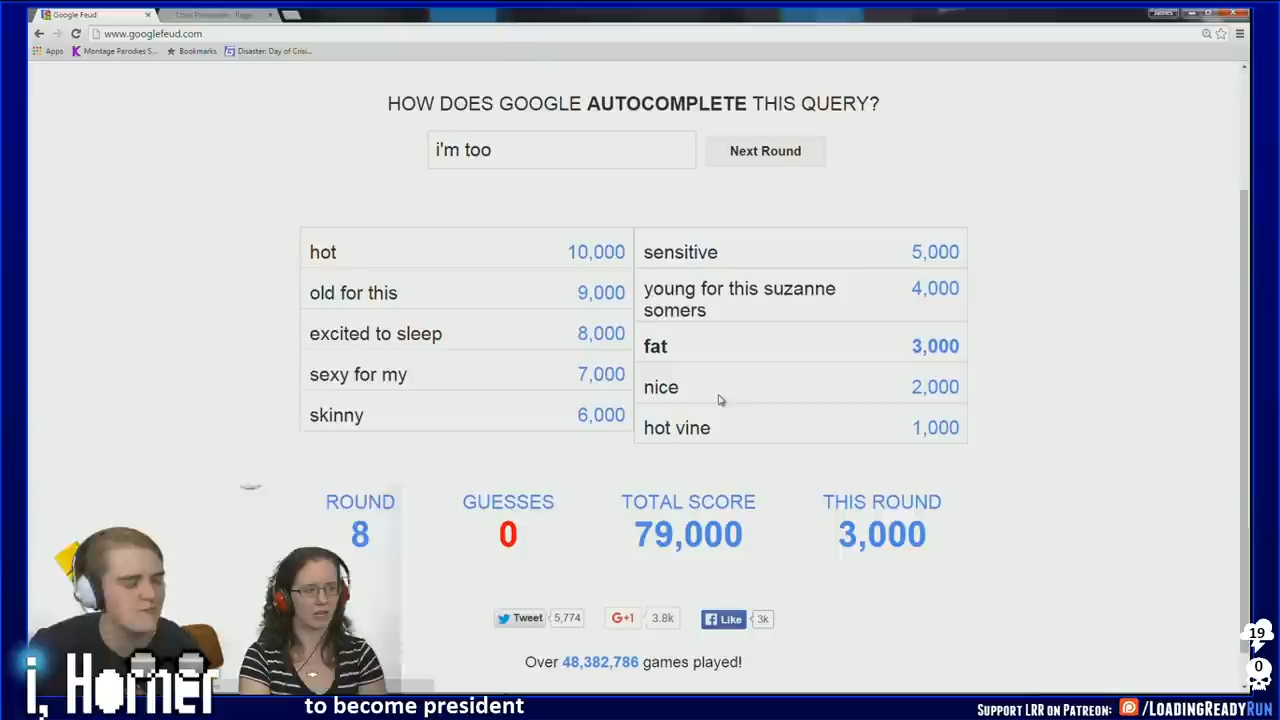 Google Feud
www.googlefeud.com
Apps
Montage Parodies S...
Bookmarks
Disaster: Day of Crisi...
HOW DOES GOOGLE AUTOCOMPLETE THIS QUERY?
i'm too
Next Round
hot 10,000
old for this 9,000
excited to sleep 8,000
sexy for my 7,000
skinny 6,000
sensitive 5,000
young for this suzanne
somers 4,000
fat 3,000
nice 2,000
hot vine 1,000
ROUND
8
GUESSES
0
TOTAL SCORE
79,000
THIS ROUND
3,000
Tweet 5,774
G+1 3.8k
Like 3k
Over 48,382,786 games played!
19
0
i, Horner
to become president
SUPPORT LRR ON PATREON: /LOADINGREADYRUN